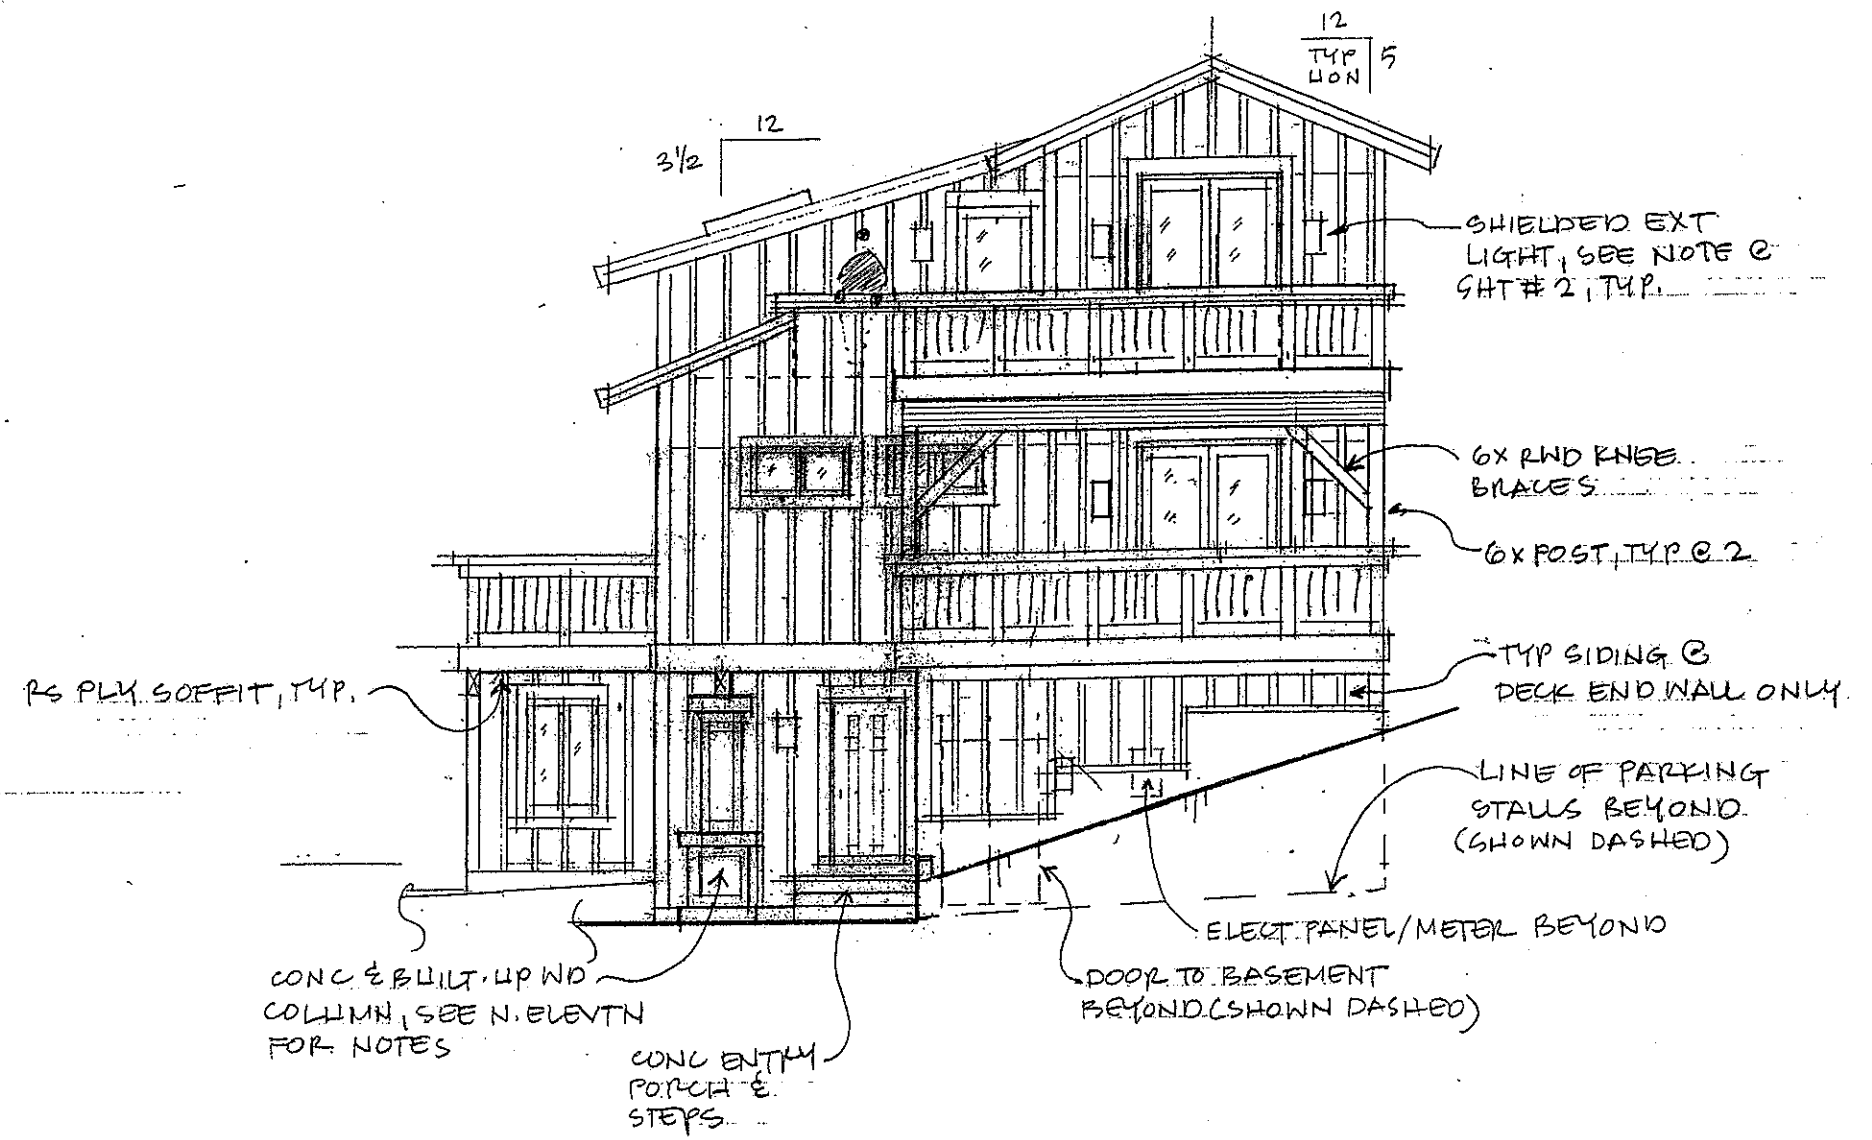 12
TYP
UON
5
12
3 1/2
SHIELDED EXT
LIGHT, SEE NOTE @
SHT # 2, TYP.
6X RWD KNEE
BRACES
6X POST, TYP @ 2
TYP SIDING @
DECK END WALL ONLY
RS PLY SOFFIT, TYP.
LINE OF PARKING
STALLS BEYOND
(SHOWN DASHED)
ELECT PANEL/METER BEYOND
DOOR TO BASEMENT
BEYOND (SHOWN DASHED)
CONC & BUILT-UP WD
COLUMN, SEE N. ELEVTN
FOR NOTES
CONC ENTRY
PORCH &
STEPS